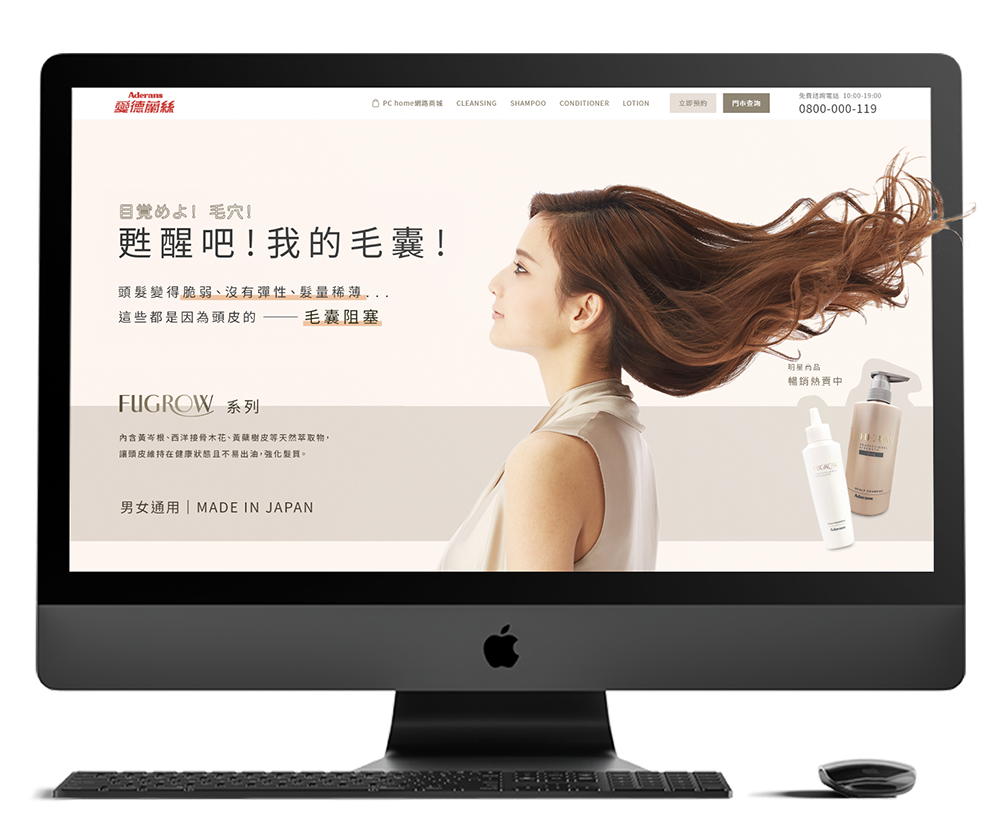 Aderans
愛德蘭絲
PC home網路商城 CLEANSING SHAMPOO CONDITIONER LOTION
立即預約 門市查詢
免費諮詢電話 10:00-19:00
0800-000-119
目覚めよ! 毛穴!
甦醒吧!我的毛囊!
頭髮變得脆弱、沒有彈性、髮量稀薄...
這些都是因為頭皮的 —— 毛囊阻塞
明星商品
暢銷熱賣中
FUGROW 系列
內含黃岑根、西洋接骨木花、黃蘗樹皮等天然萃取物,
讓頭皮維持在健康狀態且不易出油,強化髮質。
男女通用|MADE IN JAPAN
FUGROW
Aderans
FUGROW
Aderans